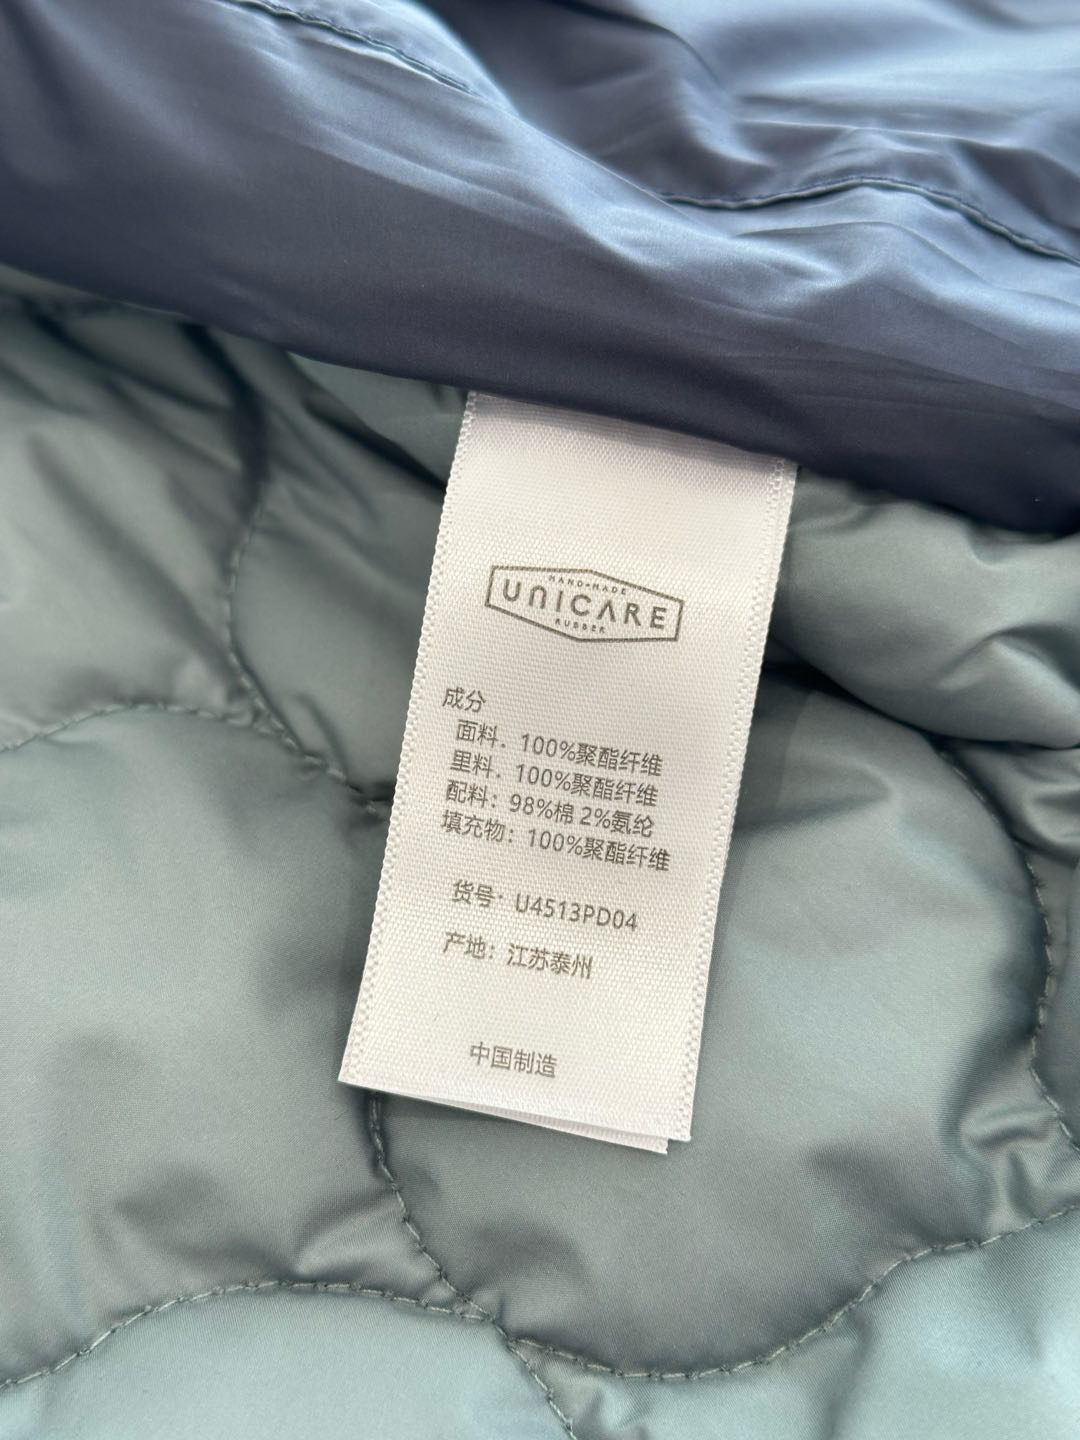 HAND-MADE
UNICARE
RUBBER
成分
面料. 100%聚酯纤维
里料. 100%聚酯纤维
配料: 98%棉 2%氨纶
填充物: 100%聚酯纤维
货号· U4513PD04
产地: 江苏泰州
中国制造